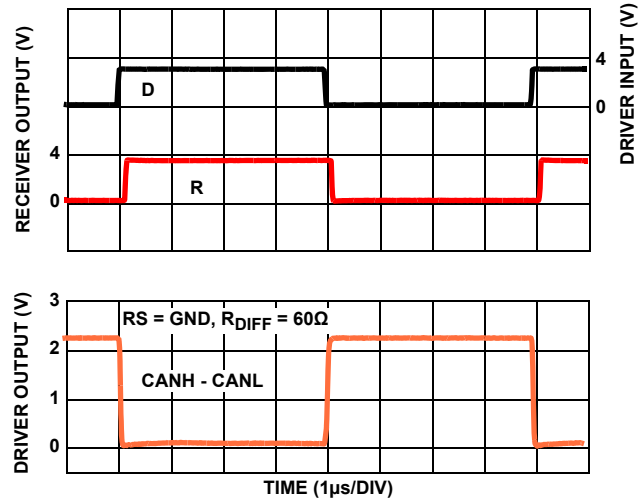 RECEIVER OUTPUT (V)
4
0
D
R
4
0
DRIVER INPUT (V)
DRIVER OUTPUT (V)
3
2
1
0
RS = GND, RDIFF = 60Ω
CANH - CANL
TIME (1µs/DIV)